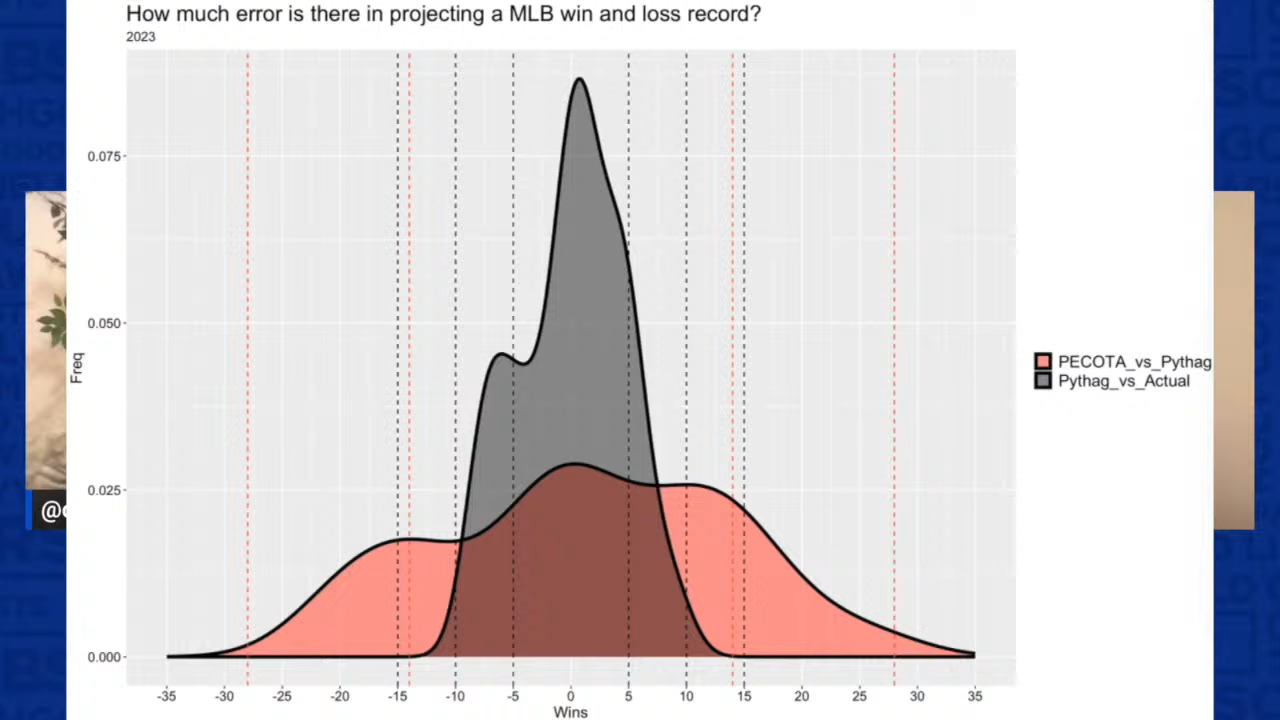 How much error is there in projecting a MLB win and loss record?
2023
0.075
0.050
0.025
0.000
Freq
-35 -30 -25 -20 -15 -10 -5 0 5 10 15 20 25 30 35
Wins
PECOTA_vs_Pythag
Pythag_vs_Actual